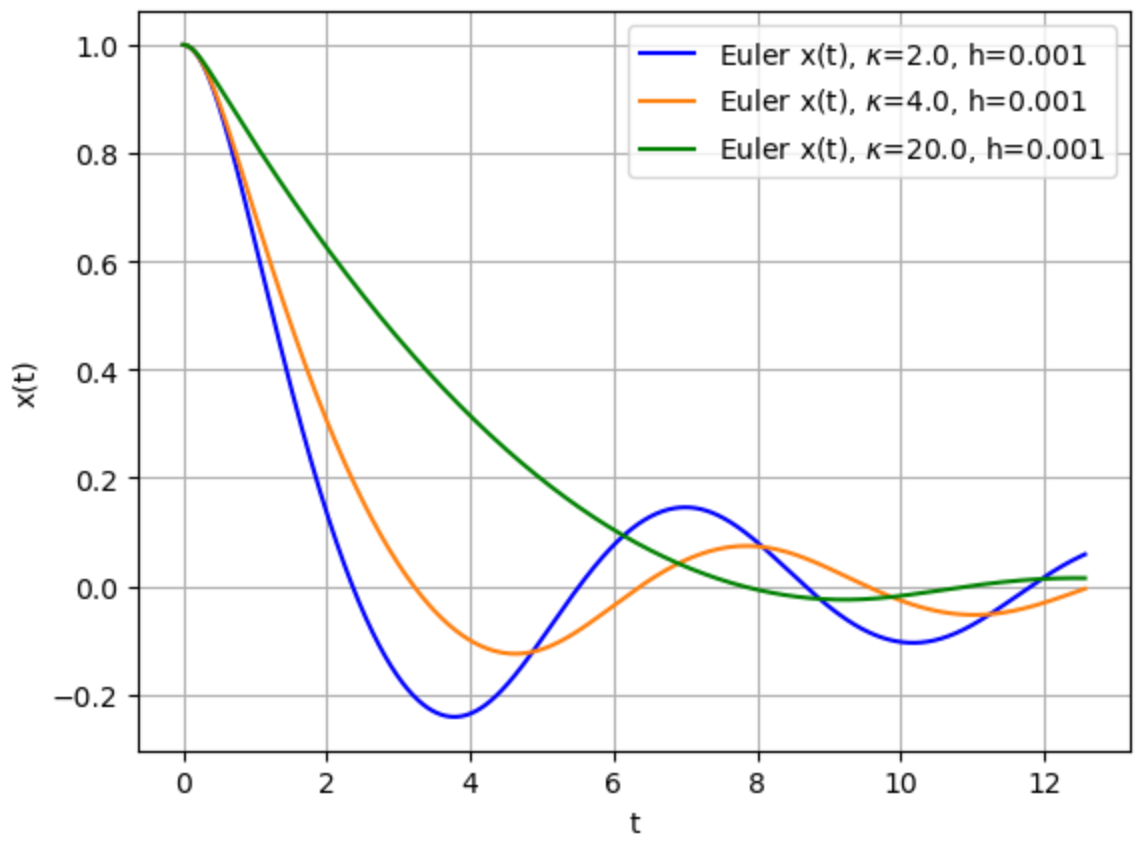 Euler x(t), κ=2.0, h=0.001
Euler x(t), κ=4.0, h=0.001
Euler x(t), κ=20.0, h=0.001
1.0
0.8
0.6
0.4
0.2
0.0
−0.2
x(t)
0 2 4 6 8 10 12
t